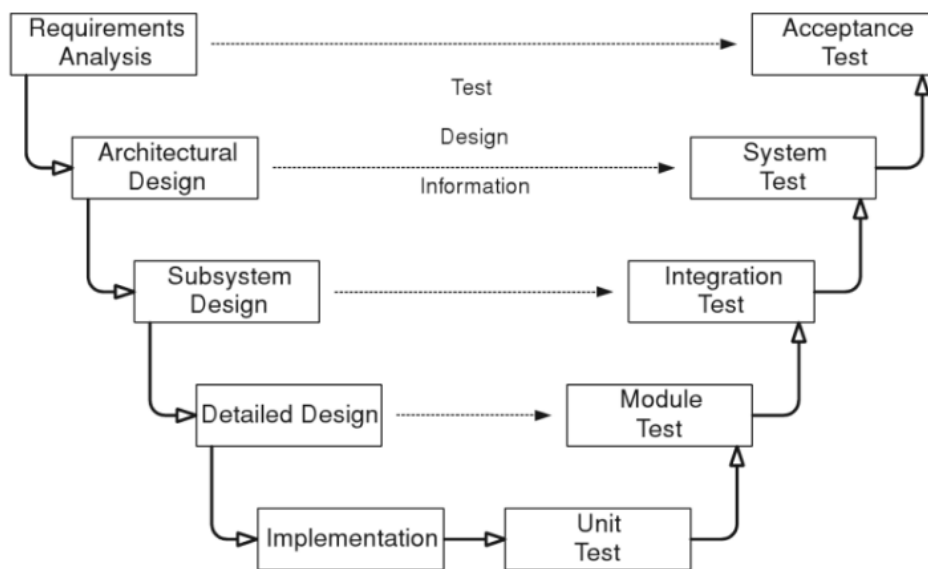 Requirements
Analysis
Acceptance
Test
Test
Design
Information
Architectural
Design
System
Test
Subsystem
Design
Integration
Test
Detailed Design
Module
Test
Implementation
Unit
Test